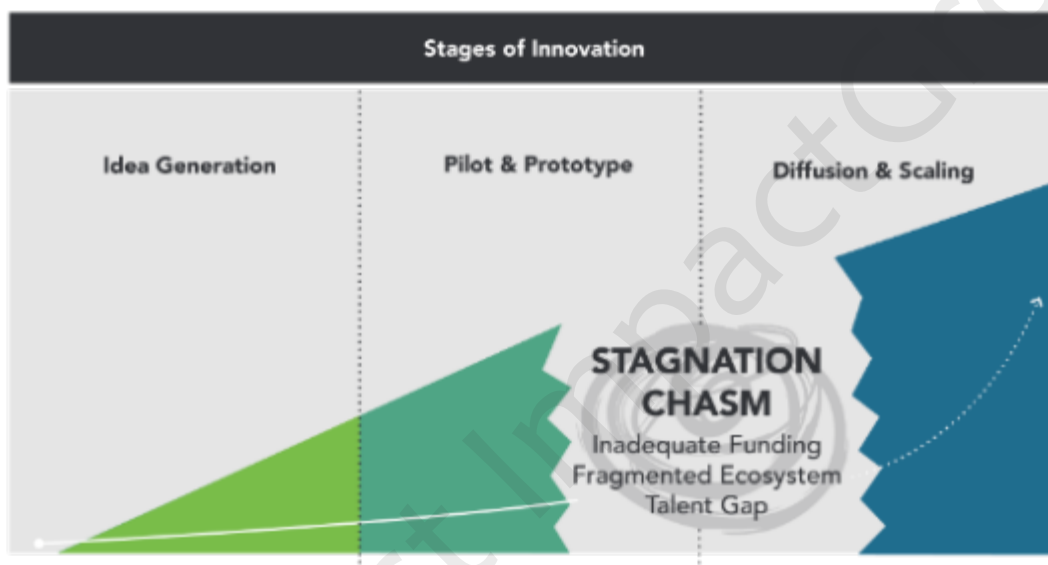 Stages of Innovation
Idea Generation
Pilot & Prototype
Diffusion & Scaling
STAGNATION
CHASM
Inadequate Funding
Fragmented Ecosystem
Talent Gap